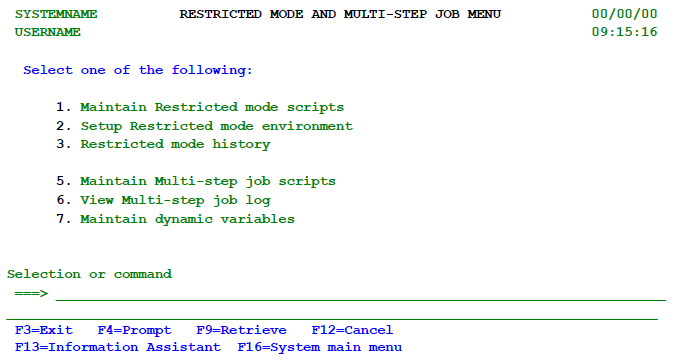 SYSTEMNAME RESTRICTED MODE AND MULTI-STEP JOB MENU 00/00/00
USERNAME 09:15:16
Select one of the following:
1. Maintain Restricted mode scripts
2. Setup Restricted mode environment
3. Restricted mode history
5. Maintain Multi-step job scripts
6. View Multi-step job log
7. Maintain dynamic variables
Selection or command
===>
F3=Exit F4=Prompt F9=Retrieve F12=Cancel
F13=Information Assistant F16=System main menu